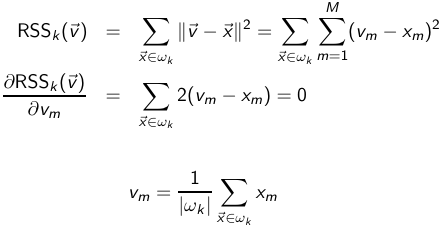 RSS_k(\vec{v}) = \sum_{\vec{x} \in \omega_k} \|\vec{v} - \vec{x}\|^2 = \sum_{\vec{x} \in \omega_k} \sum_{m=1}^{M} (v_m - x_m)^2
\frac{\partial RSS_k(\vec{v})}{\partial v_m} = \sum_{\vec{x} \in \omega_k} 2(v_m - x_m) = 0
v_m = \frac{1}{|\omega_k|} \sum_{\vec{x} \in \omega_k} x_m